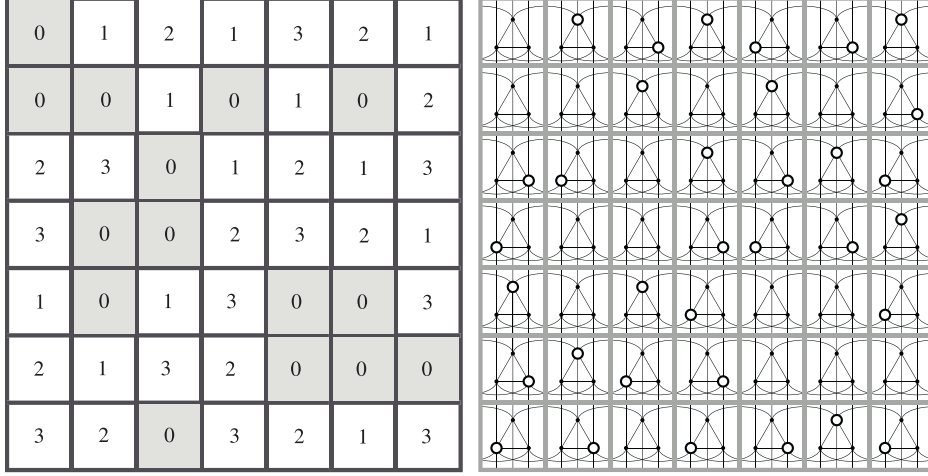 0 1 2 1 3 2 1
0 0 1 0 1 0 2
2 3 0 1 2 1 3
3 0 0 2 3 2 1
1 0 1 3 0 0 3
2 1 3 2 0 0 0
3 2 0 3 2 1 3